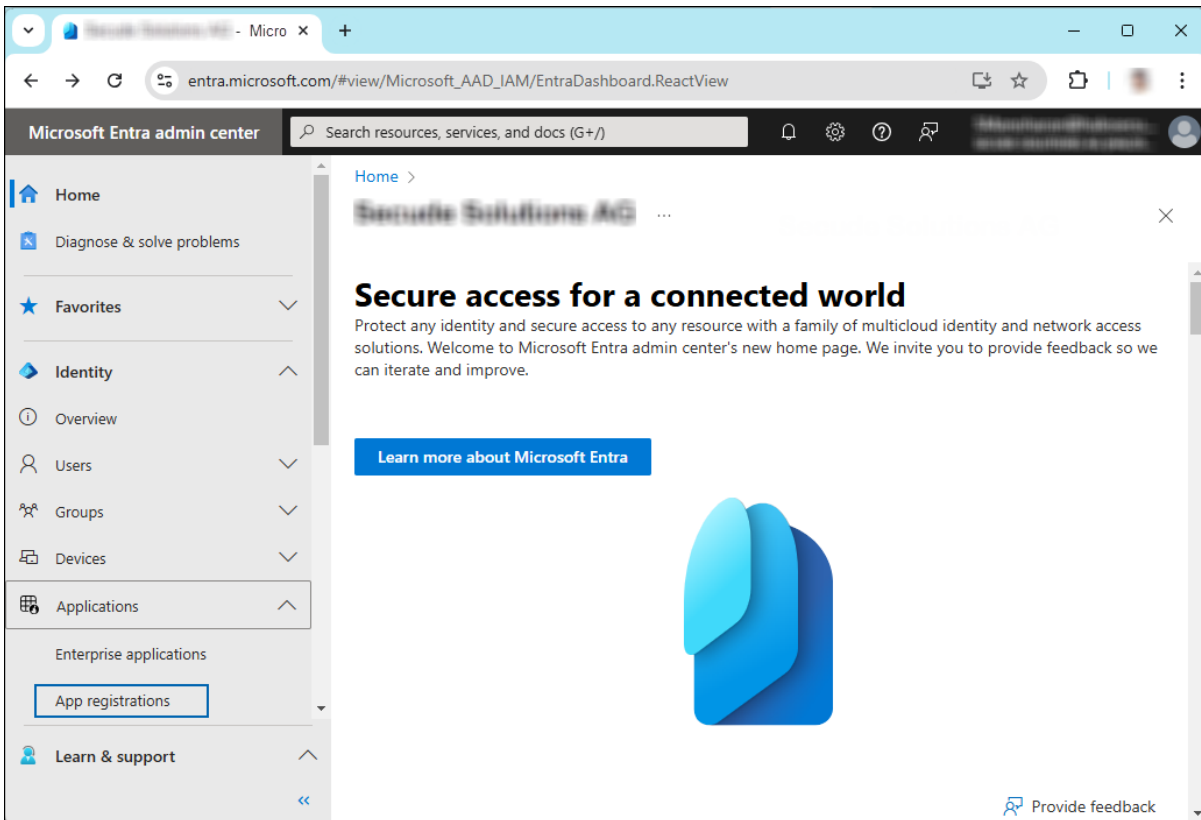 - Micro
entra.microsoft.com/#view/Microsoft_AAD_IAM/EntraDashboard.ReactView
Microsoft Entra admin center
Search resources, services, and docs (G+/)
Home
Diagnose & solve problems
Favorites
Identity
Overview
Users
Groups
Devices
Applications
Enterprise applications
App registrations
Learn & support
Home >
Secude Solutions AG ...
Secure access for a connected world
Protect any identity and secure access to any resource with a family of multicloud identity and network access
solutions. Welcome to Microsoft Entra admin center's new home page. We invite you to provide feedback so we
can iterate and improve.
Learn more about Microsoft Entra
Provide feedback